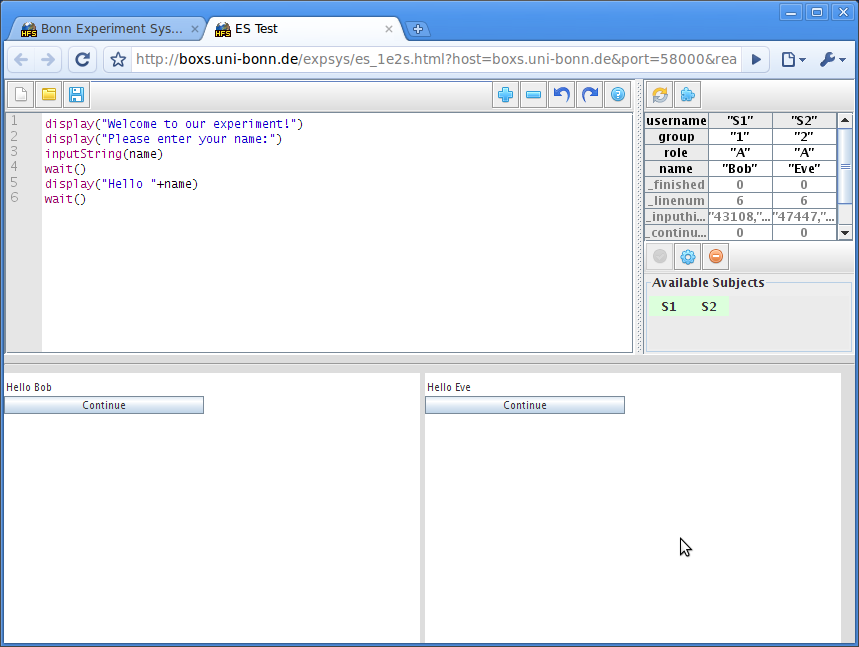 Bonn Experiment Sys...
ES Test
http://boxs.uni-bonn.de/expsys/es_1e2s.html?host=boxs.uni-bonn.de&port=58000&rea
1 display("Welcome to our experiment!")
2 display("Please enter your name:")
3 inputString(name)
4 wait()
5 display("Hello "+name)
6 wait()
username "S1" "S2"
group "1" "2"
role "A" "A"
name "Bob" "Eve"
_finished 0 0
_linenum 6 6
_inputhi... "43108,"... "47447,"...
_continu... 0 0
Available Subjects
S1 S2
Hello Bob
Continue
Hello Eve
Continue